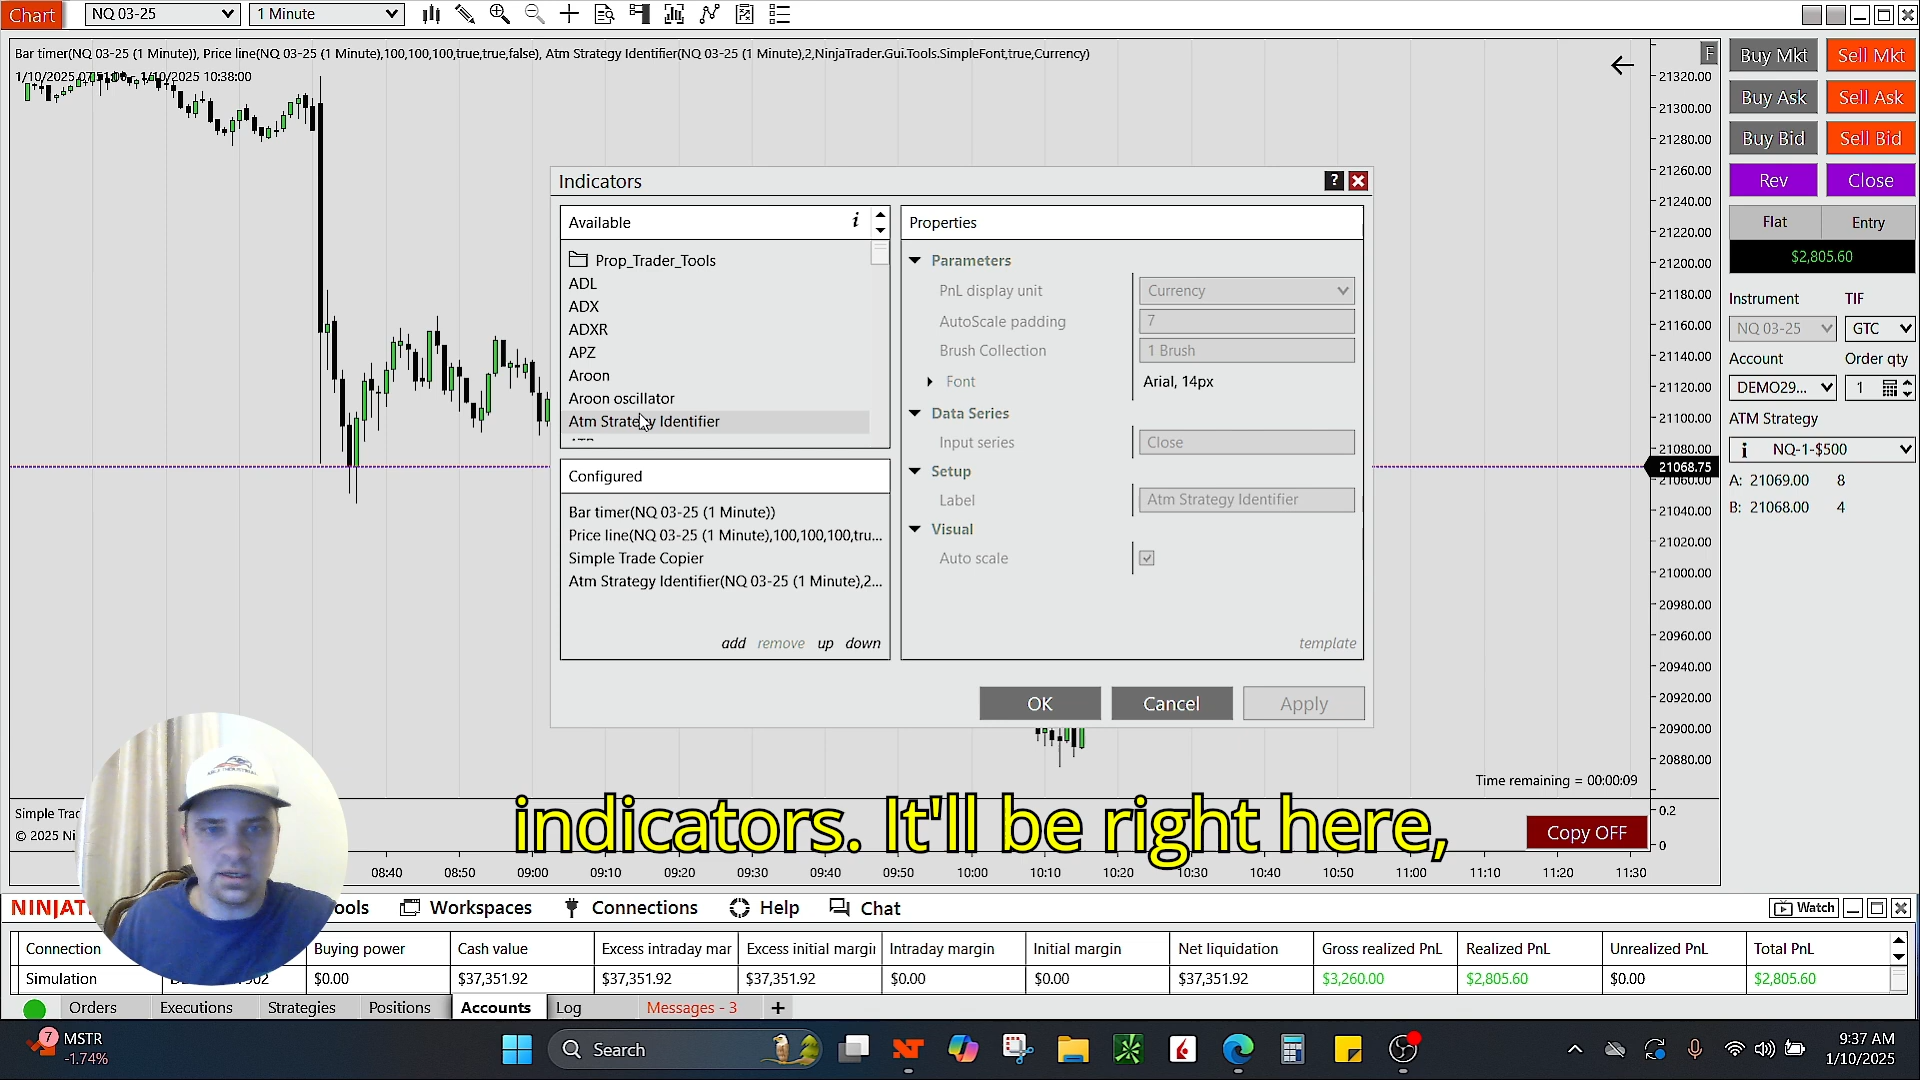 Chart
NQ 03-25
1 Minute
Bar timer(NQ 03-25 (1 Minute)), Price line(NQ 03-25 (1 Minute),100,100,100,true,true,false), Atm Strategy Identifier(NQ 03-25 (1 Minute),2,NinjaTrader.Gui.Tools.SimpleFont,true,Currency)
1/10/2025 07:51:00 - 1/10/2025 10:38:00
F
21320.00
21300.00
21280.00
21260.00
21240.00
21220.00
21200.00
21180.00
21160.00
21140.00
21120.00
21100.00
21080.00
21068.75
21060.00
21040.00
21020.00
21000.00
20980.00
20960.00
20940.00
20920.00
20900.00
20880.00
Buy Mkt
Sell Mkt
Buy Ask
Sell Ask
Buy Bid
Sell Bid
Rev
Close
Flat
Entry
$2,805.60
Instrument
TIF
NQ 03-25
GTC
Account
Order qty
DEMO29...
1
ATM Strategy
i NQ-1-$500
A: 21069.00 8
B: 21068.00 4
Indicators
?
Available
i
Prop_Trader_Tools
ADL
ADX
ADXR
APZ
Aroon
Aroon oscillator
Atm Strategy Identifier
Configured
Bar timer(NQ 03-25 (1 Minute))
Price line(NQ 03-25 (1 Minute),100,100,100,tru...
Simple Trade Copier
Atm Strategy Identifier(NQ 03-25 (1 Minute),2...
add remove up down
Properties
Parameters
PnL display unit
Currency
AutoScale padding
7
Brush Collection
1 Brush
Font
Arial, 14px
Data Series
Input series
Close
Setup
Label
Atm Strategy Identifier
Visual
Auto scale
template
OK
Cancel
Apply
Time remaining = 00:00:09
Simple Trad
© 2025 Ni
indicators. It'll be right here,
Copy OFF
0.2
0
08:40 08:50 09:00 09:10 09:20 09:30 09:40 09:50 10:00 10:10 10:20 10:30 10:40 10:50 11:00 11:10 11:20 11:30
NINJAT
ools
Workspaces
Connections
Help
Chat
Watch
Connection Buying power Cash value Excess intraday mar Excess initial margin Intraday margin Initial margin Net liquidation Gross realized PnL Realized PnL Unrealized PnL Total PnL
Simulation $0.00 $37,351.92 $37,351.92 $37,351.92 $0.00 $0.00 $37,351.92 $3,260.00 $2,805.60 $0.00 $2,805.60
Orders Executions Strategies Positions Accounts Log Messages - 3 +
7
MSTR
-1.74%
Search
NT
9:37 AM
1/10/2025